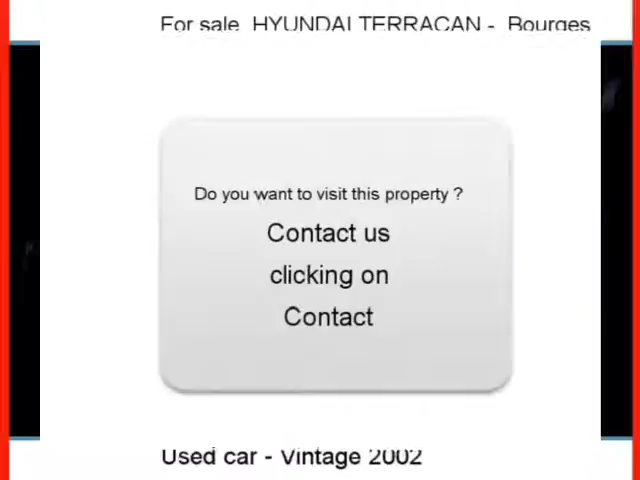 For sale HYUNDAI TERRACAN - Bourges
Do you want to visit this property ?
Contact us
clicking on
Contact
Used car - Vintage 2002